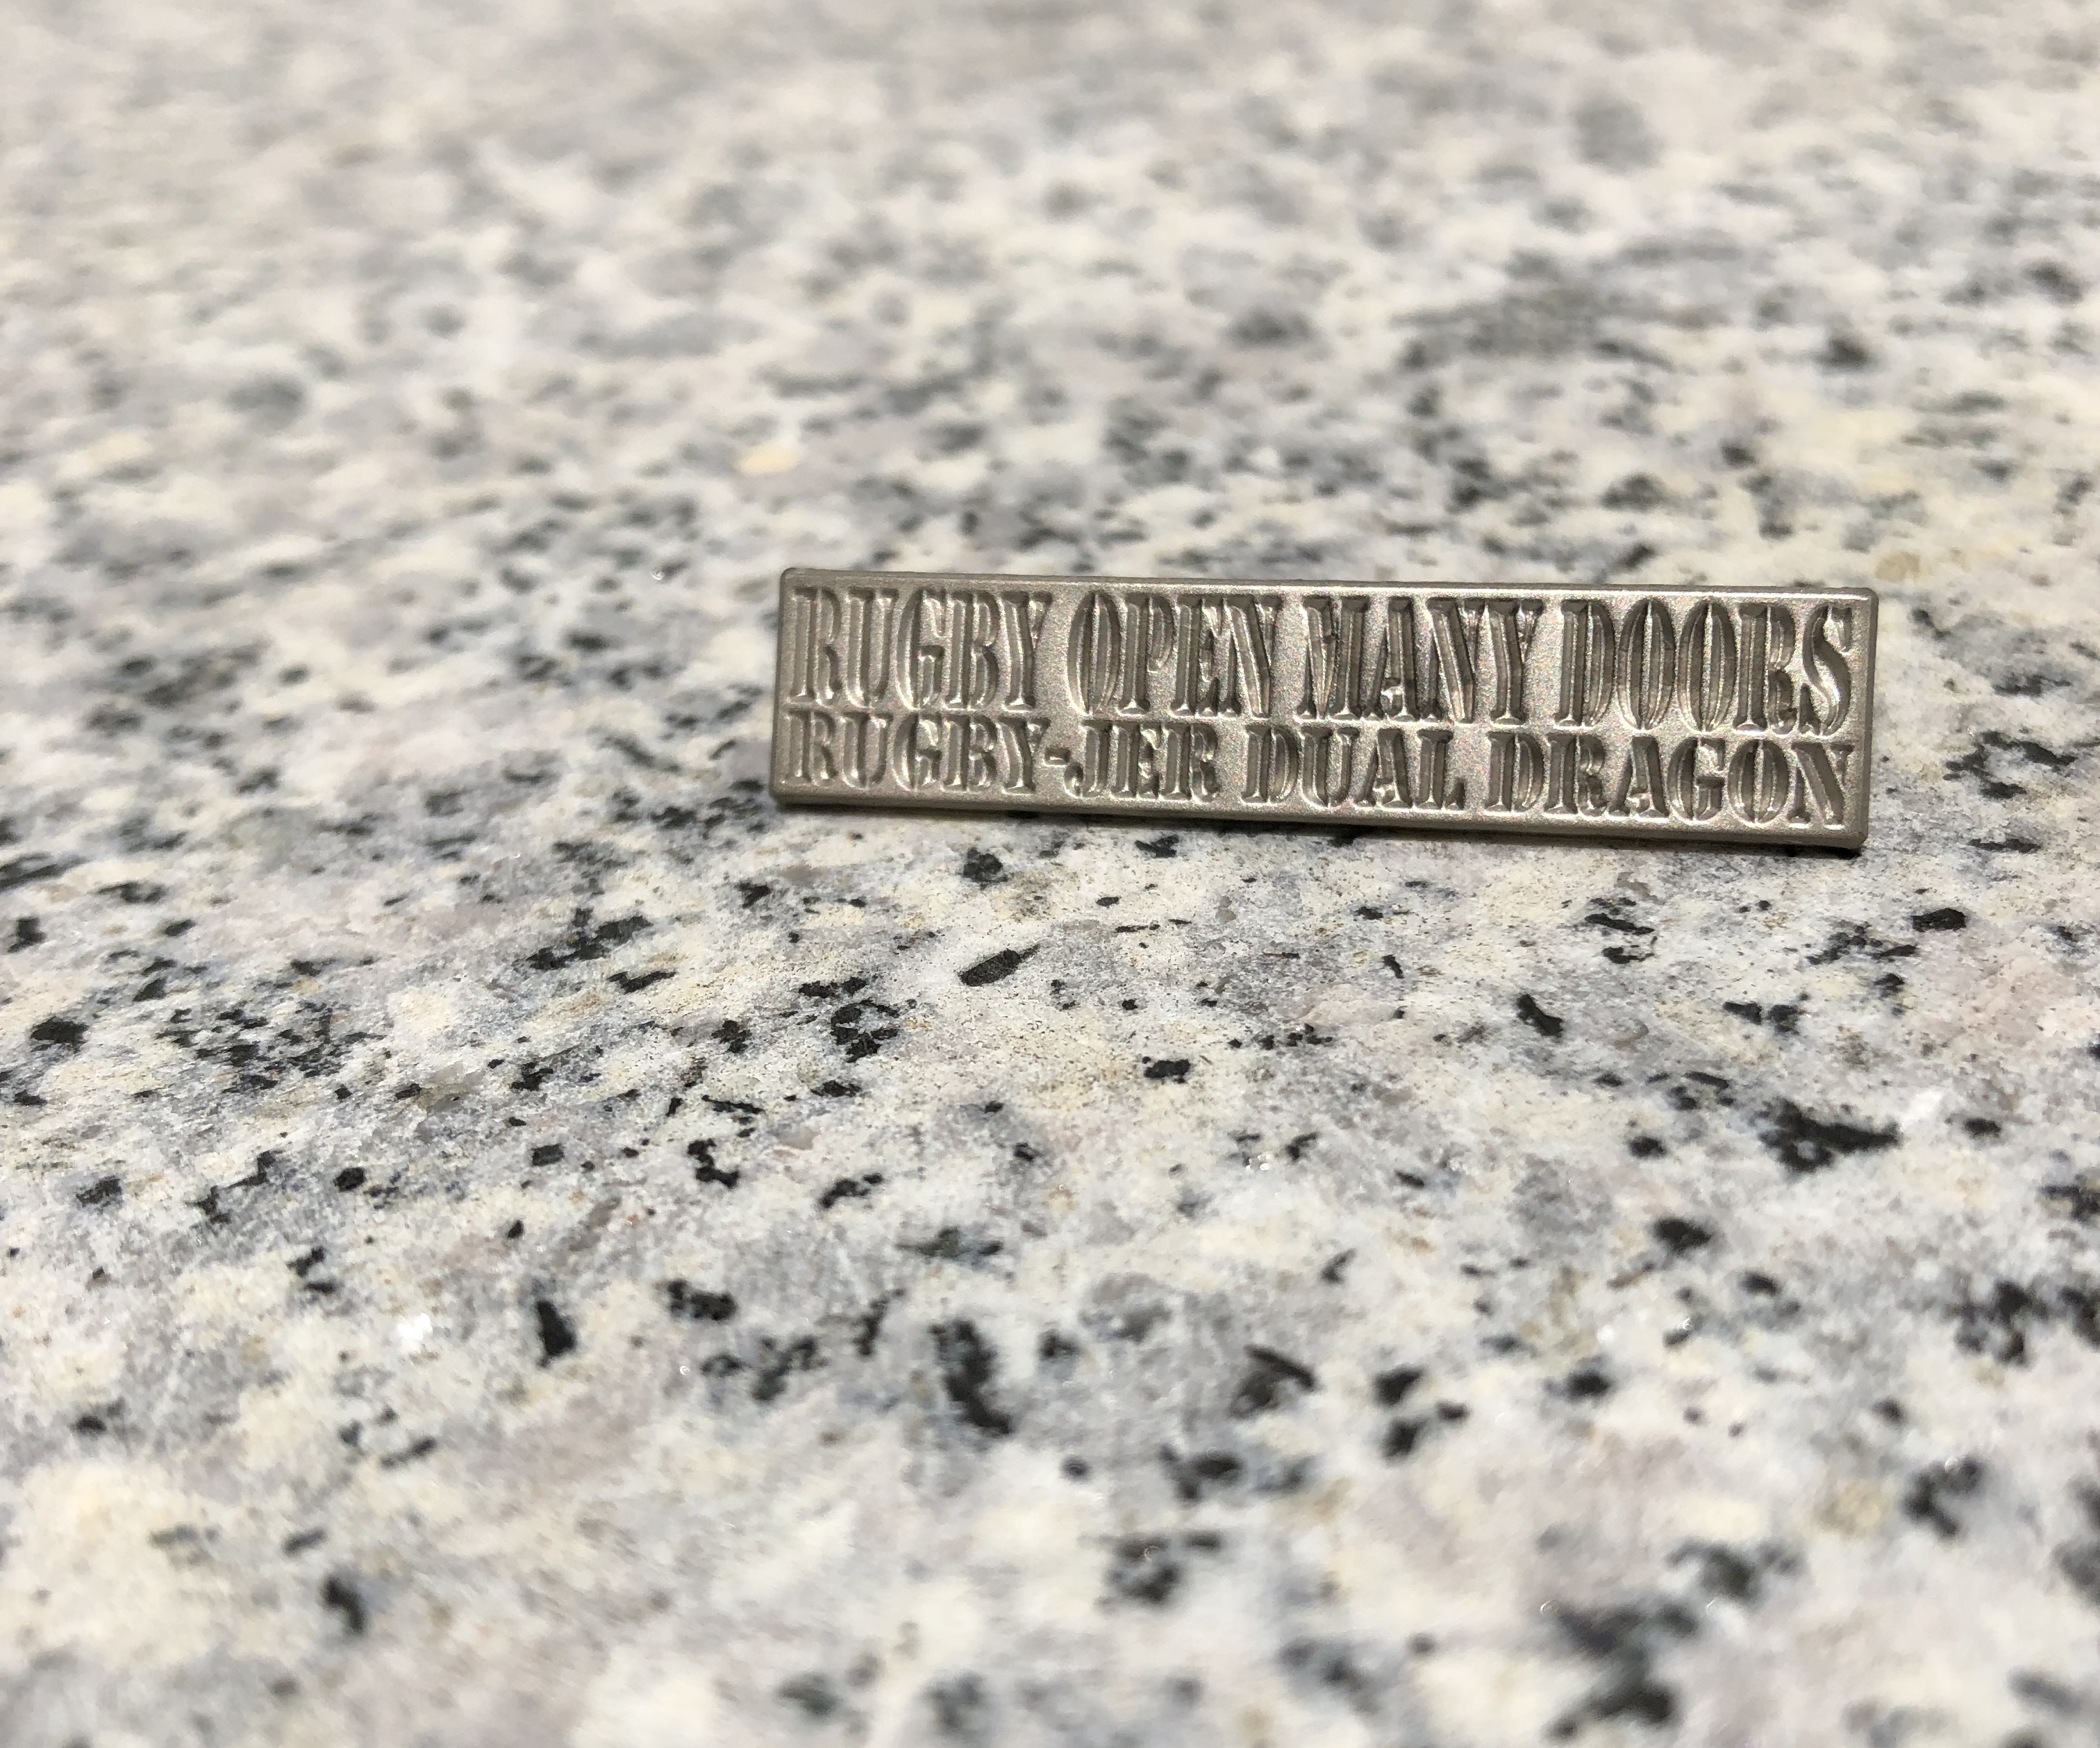 RUGBY OPEN MANY DOORS
RUGBY-JER DUAL DRAGON